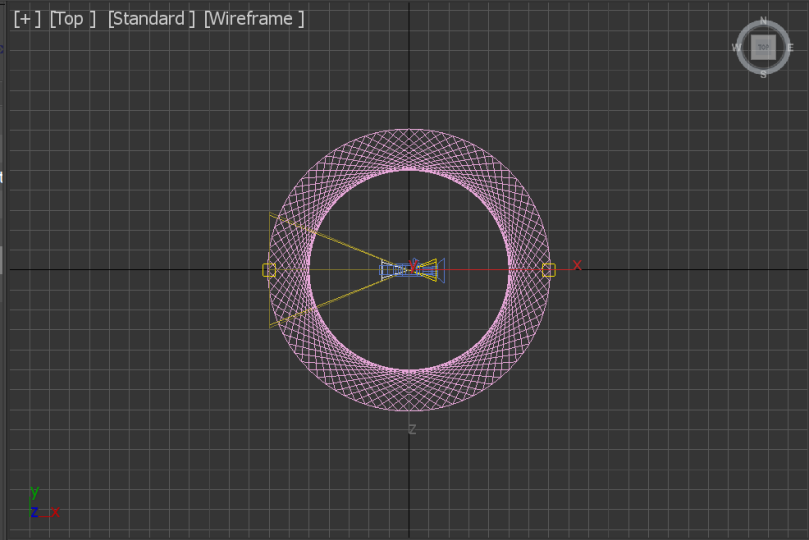 [+ ] [Top ] [Standard ] [Wireframe ]
N
W TOP E
S
y x
z
y
z x